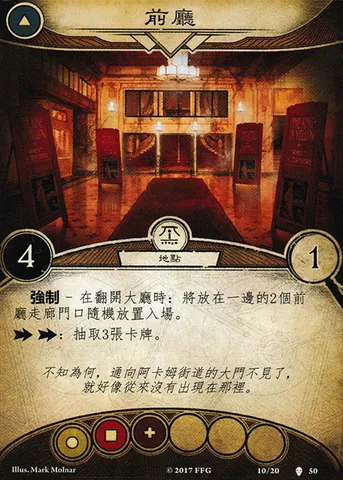 前廳
4
地點
1
強制 – 在翻開大廳時：將放在一邊的2個前
廳走廊門口隨機放置入場。
：抽取3張卡牌。
不知為何，通向阿卡姆街道的大門不見了，
就好像從來沒有出現在那裡。
Illus. Mark Molnar
© 2017 FFG
10/20
50